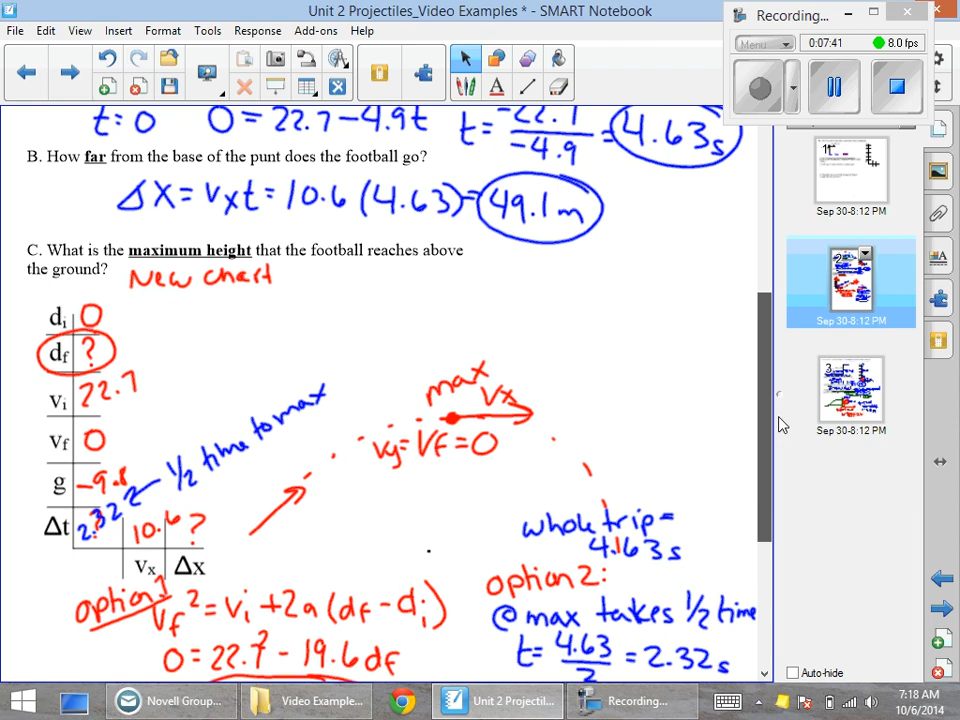 Unit 2 Projectiles_Video Examples * - SMART Notebook
Recording...
File Edit View Insert Format Tools Response Add-ons Help
Menu
0:07:41
8.0 fps
t=0 0 = 22.7 - 4.9t t = -22.7 / -4.9 = 4.63s
B. How far from the base of the punt does the football go?
Δx = vxt = 10.6 (4.63) = 49.1m
C. What is the maximum height that the football reaches above
the ground?
New chart
di 0
df ?
vi 22.7
vf 0
g -9.8
Δt 2.32
1/2 time to max
10.6 ?
vx Δx
max
vx
vy = vf = 0
whole trip =
4.63s
option 1
vf² = vi + 2a (df - di)
0 = 22.7 - 19.6 df
option 2:
@ max takes 1/2 time
t = 4.63 / 2 = 2.32s
Sep 30-8:12 PM
Sep 30-8:12 PM
Sep 30-8:12 PM
Auto-hide
Novell Group...
Video Example...
Unit 2 Projectil...
Recording...
7:18 AM
10/6/2014